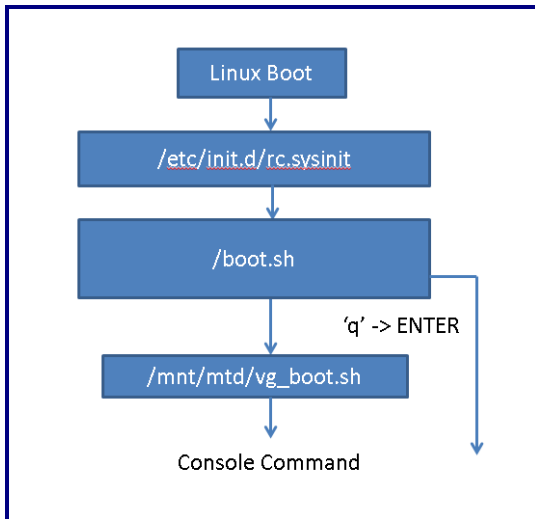 Linux Boot
/etc/init.d/rc.sysinit
/boot.sh
‘q’ -> ENTER
/mnt/mtd/vg_boot.sh
Console Command